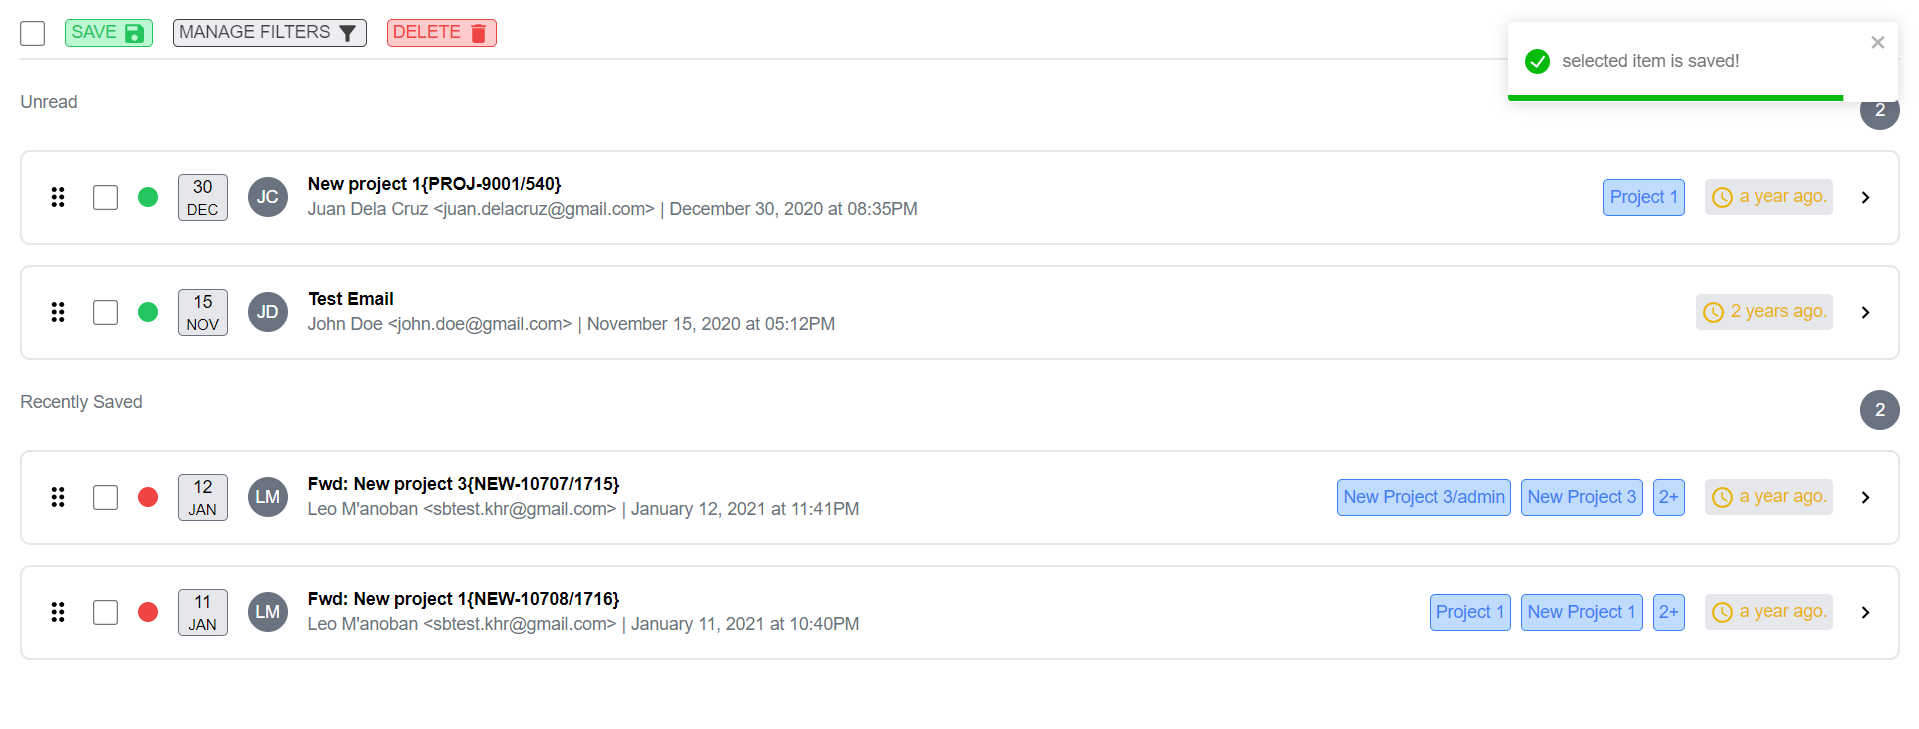 SAVE MANAGE FILTERS DELETE
selected item is saved!
Unread
2
30
DEC
JC
New project 1{PROJ-9001/540}
Juan Dela Cruz <juan.delacruz@gmail.com> | December 30, 2020 at 08:35PM
Project 1
a year ago.
15
NOV
JD
Test Email
John Doe <john.doe@gmail.com> | November 15, 2020 at 05:12PM
2 years ago.
Recently Saved
2
12
JAN
LM
Fwd: New project 3{NEW-10707/1715}
Leo M'anoban <sbtest.khr@gmail.com> | January 12, 2021 at 11:41PM
New Project 3/admin
New Project 3
2+
a year ago.
11
JAN
LM
Fwd: New project 1{NEW-10708/1716}
Leo M'anoban <sbtest.khr@gmail.com> | January 11, 2021 at 10:40PM
Project 1
New Project 1
2+
a year ago.